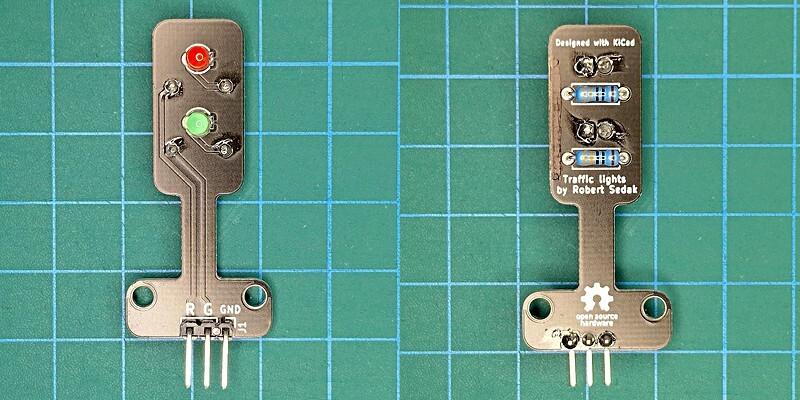 R G GND
J1
Designed with KiCad
Traffic lights
by Robert Sedak
open source
hardware